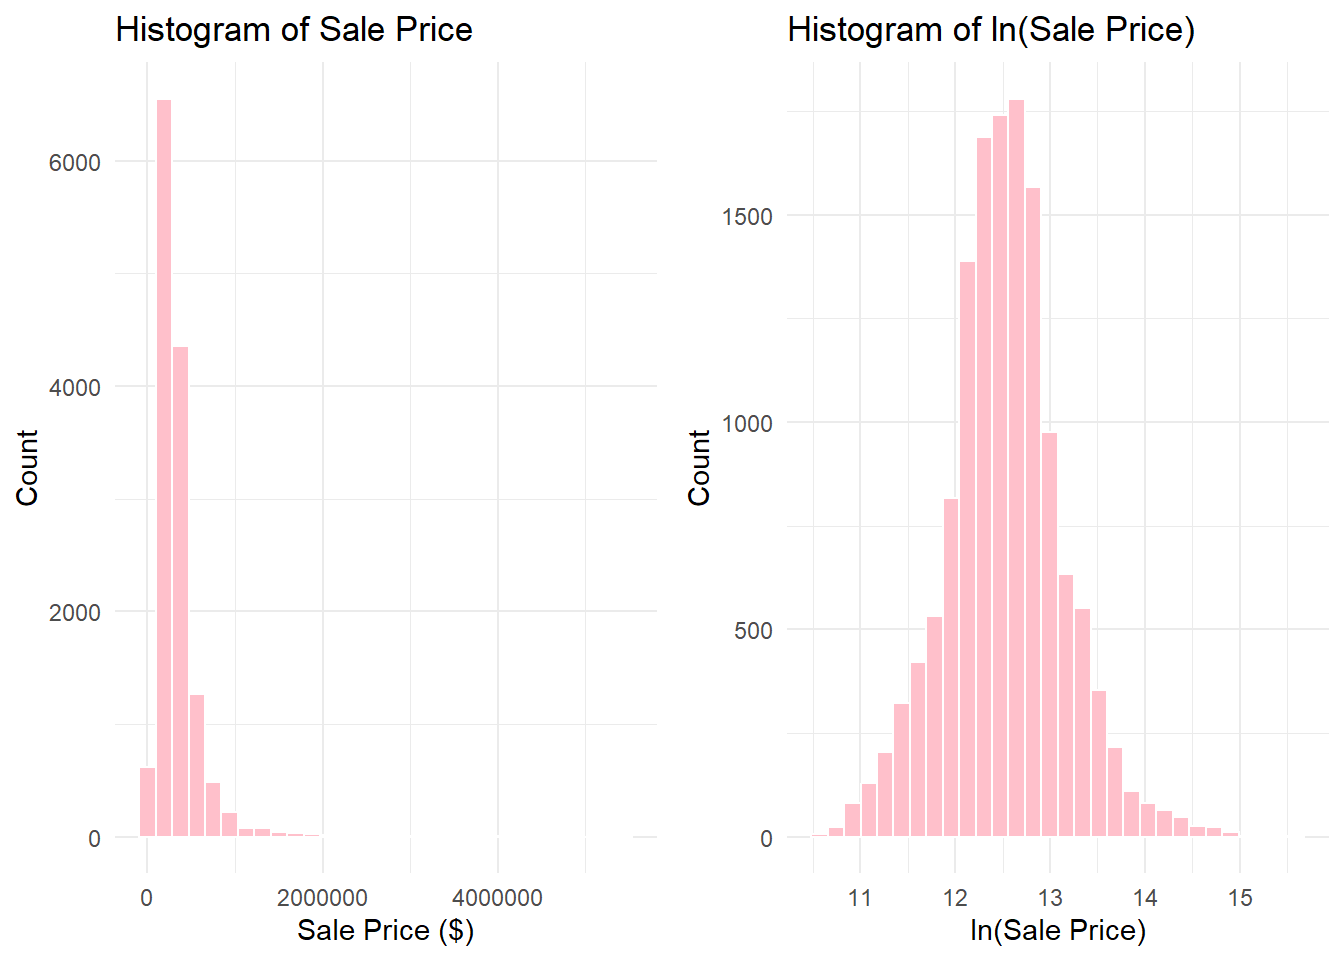 Histogram of Sale Price
6000
4000
2000
0
Count
0 2000000 4000000
Sale Price ($)
Histogram of ln(Sale Price)
1500
1000
500
0
Count
11 12 13 14 15
ln(Sale Price)